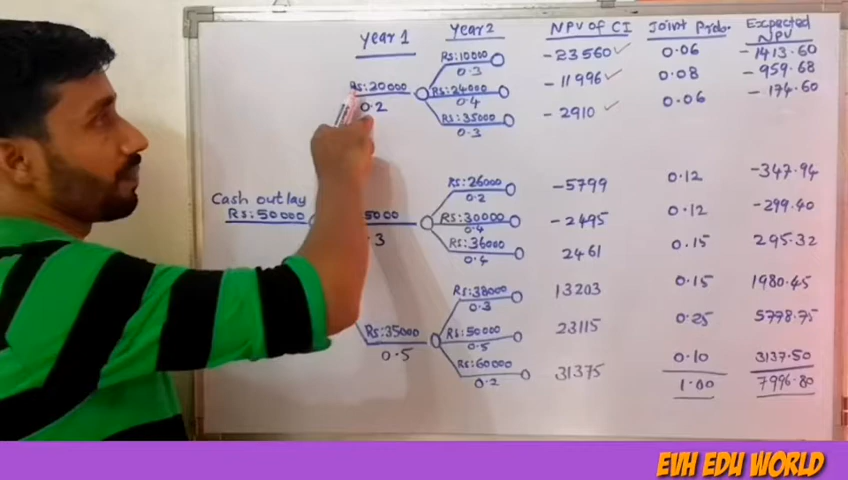 Year 1 Year 2 NPV of CI Joint Prob. Expected NPV
Rs:10000 -23560 ✓ 0.06 -1413.60
0.3
Rs:20000 Rs:24000 -11996 ✓ 0.08 -959.68
0.2 0.4
Rs:35000 -2910 ✓ 0.06 -174.60
0.3
Rs:26000 -5799 0.12 -347.94
0.2
Cash outlay
Rs:50000 5000 Rs:30000 -2495 0.12 -299.40
3 0.4
Rs:36000 2461 0.15 295.32
0.4
Rs:38000 13203 0.15 1980.45
0.3
Rs:35000 Rs:50000 23115 0.25 5778.75
0.5 0.5
Rs:60000 31375 0.10 3137.50
0.2
1.00 7996.80
EVH EDU WORLD